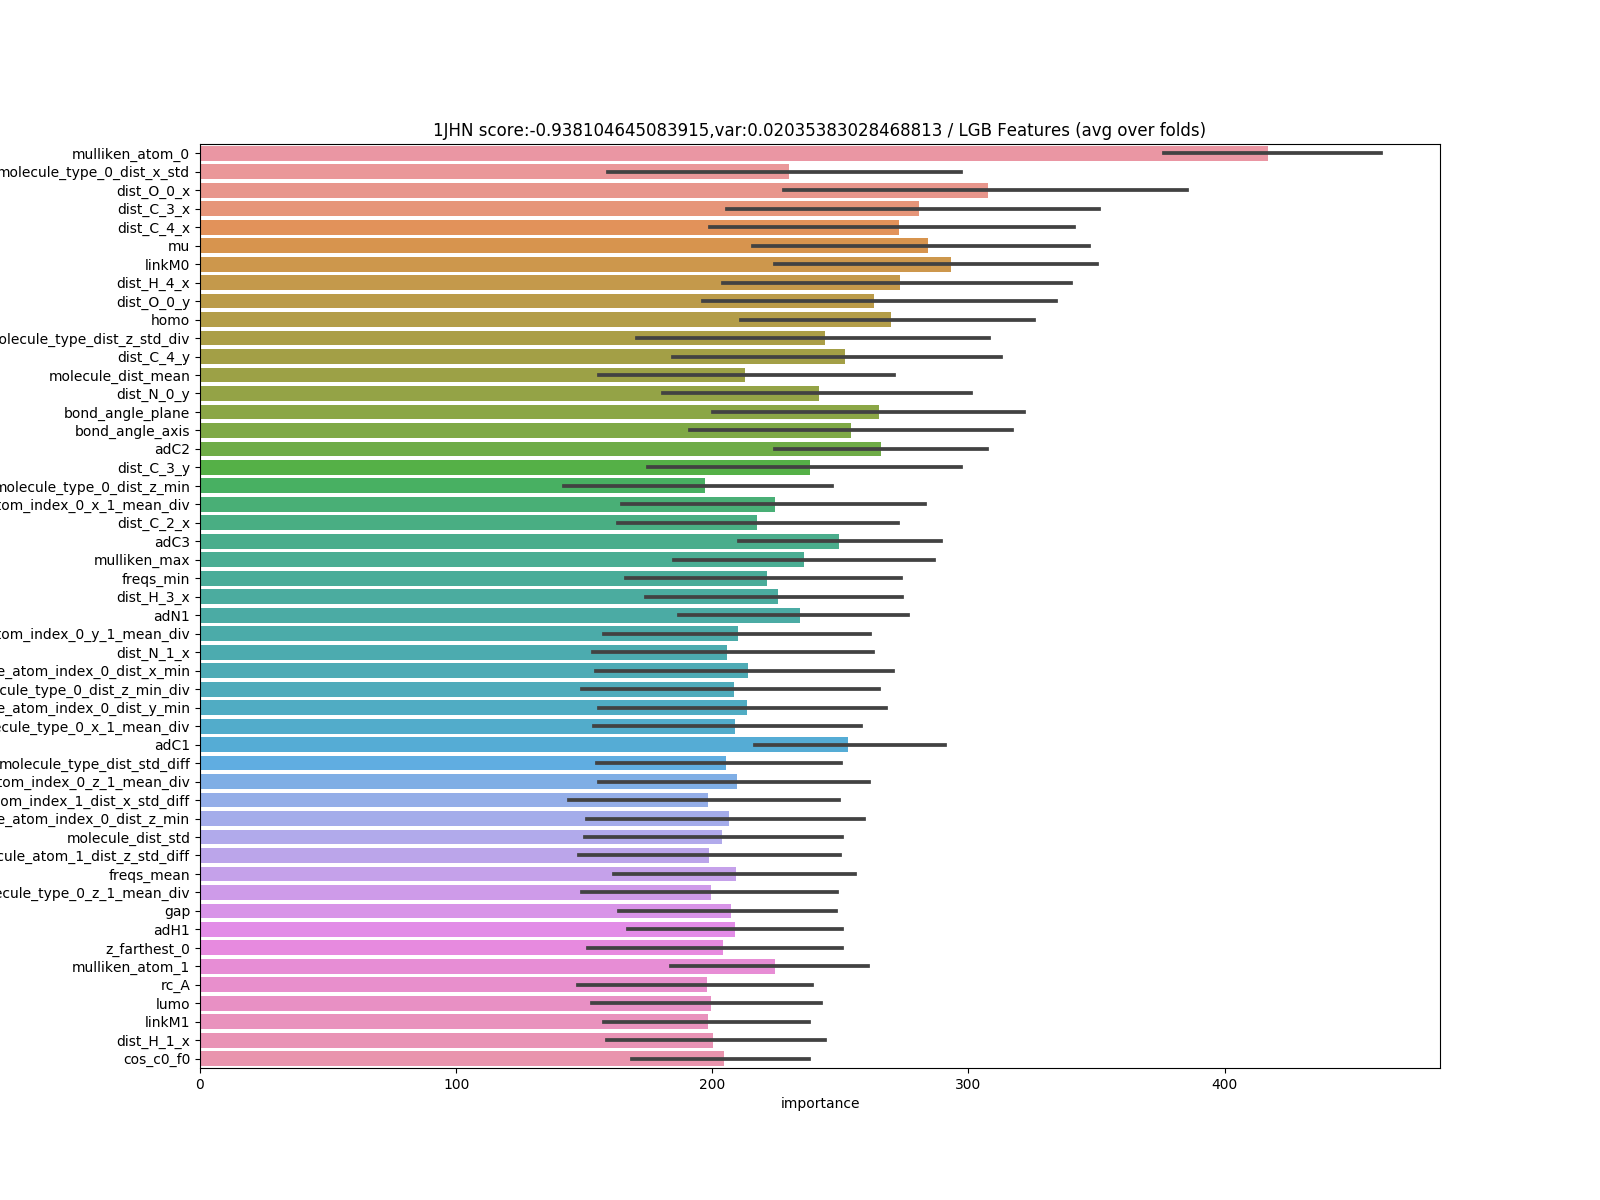 1JHN score:-0.938104645083915,var:0.02035383028468813 / LGB Features (avg over folds)
mulliken_atom_0
molecule_type_0_dist_x_std
dist_O_0_x
dist_C_3_x
dist_C_4_x
mu
linkM0
dist_H_4_x
dist_O_0_y
homo
olecule_type_dist_z_std_div
dist_C_4_y
molecule_dist_mean
dist_N_0_y
bond_angle_plane
bond_angle_axis
adC2
dist_C_3_y
molecule_type_0_dist_z_min
tom_index_0_x_1_mean_div
dist_C_2_x
adC3
mulliken_max
freqs_min
dist_H_3_x
adN1
tom_index_0_y_1_mean_div
dist_N_1_x
e_atom_index_0_dist_x_min
cule_type_0_dist_z_min_div
e_atom_index_0_dist_y_min
ecule_type_0_x_1_mean_div
adC1
molecule_type_dist_std_diff
tom_index_0_z_1_mean_div
om_index_1_dist_x_std_diff
e_atom_index_0_dist_z_min
molecule_dist_std
cule_atom_1_dist_z_std_diff
freqs_mean
ecule_type_0_z_1_mean_div
gap
adH1
z_farthest_0
mulliken_atom_1
rc_A
lumo
linkM1
dist_H_1_x
cos_c0_f0
0 100 200 300 400
importance